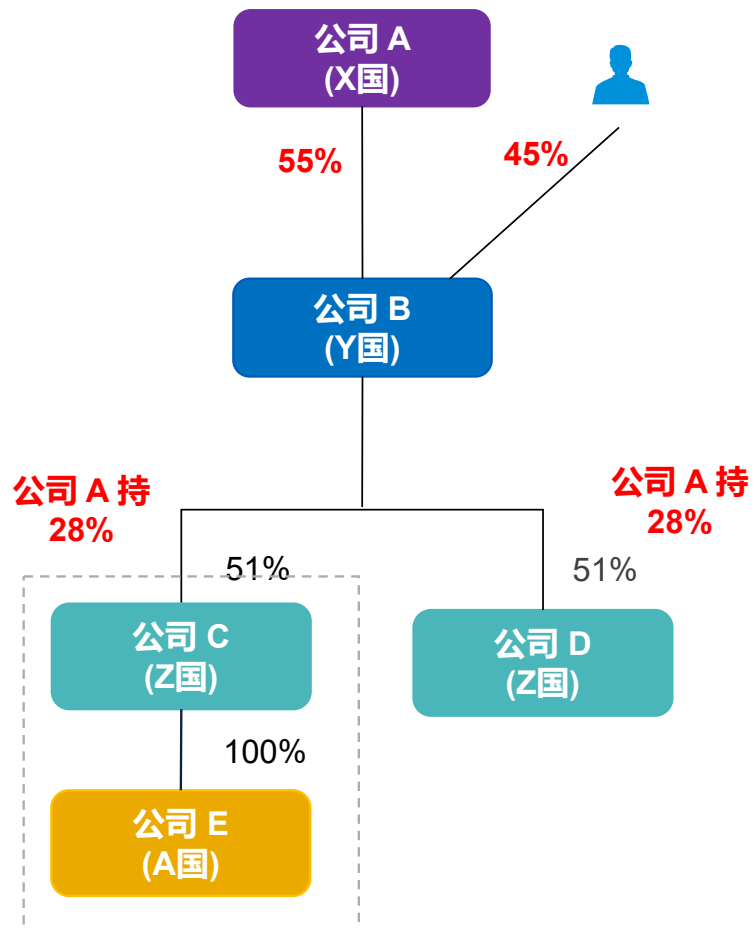 公司 A
(X国)
55%
45%
公司 B
(Y国)
公司 A 持
28%
公司 A 持
28%
51%
51%
公司 C
(Z国)
公司 D
(Z国)
100%
公司 E
(A国)